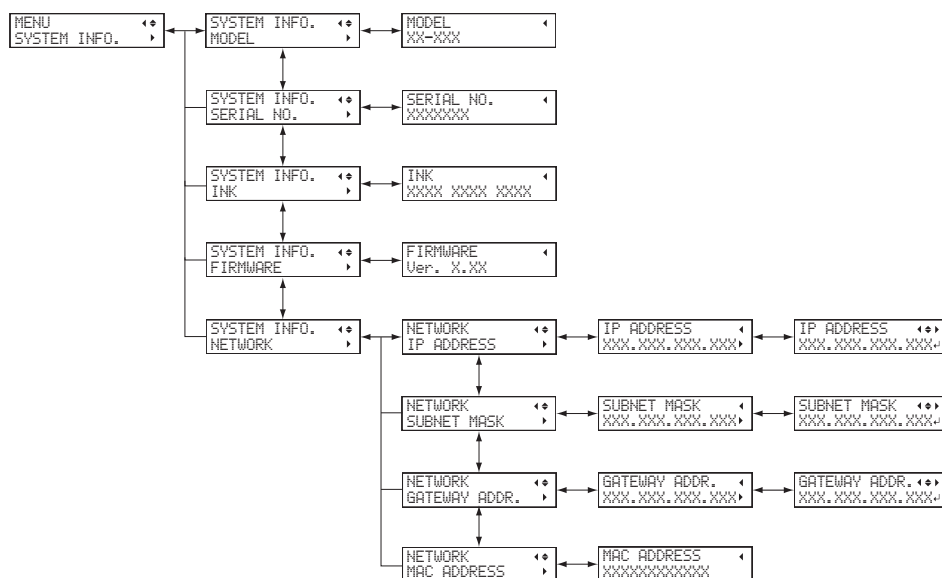 MENU
SYSTEM INFO.
SYSTEM INFO.
MODEL
MODEL
XX-XXX
SYSTEM INFO.
SERIAL NO.
SERIAL NO.
XXXXXXX
SYSTEM INFO.
INK
INK
XXXX XXXX XXXX
SYSTEM INFO.
FIRMWARE
FIRMWARE
Ver. X.XX
SYSTEM INFO.
NETWORK
NETWORK
IP ADDRESS
IP ADDRESS
XXX.XXX.XXX.XXX
IP ADDRESS
XXX.XXX.XXX.XXX
NETWORK
SUBNET MASK
SUBNET MASK
XXX.XXX.XXX.XXX
SUBNET MASK
XXX.XXX.XXX.XXX
NETWORK
GATEWAY ADDR.
GATEWAY ADDR.
XXX.XXX.XXX.XXX
GATEWAY ADDR.
XXX.XXX.XXX.XXX
NETWORK
MAC ADDRESS
MAC ADDRESS
XXXXXXXXXXXX